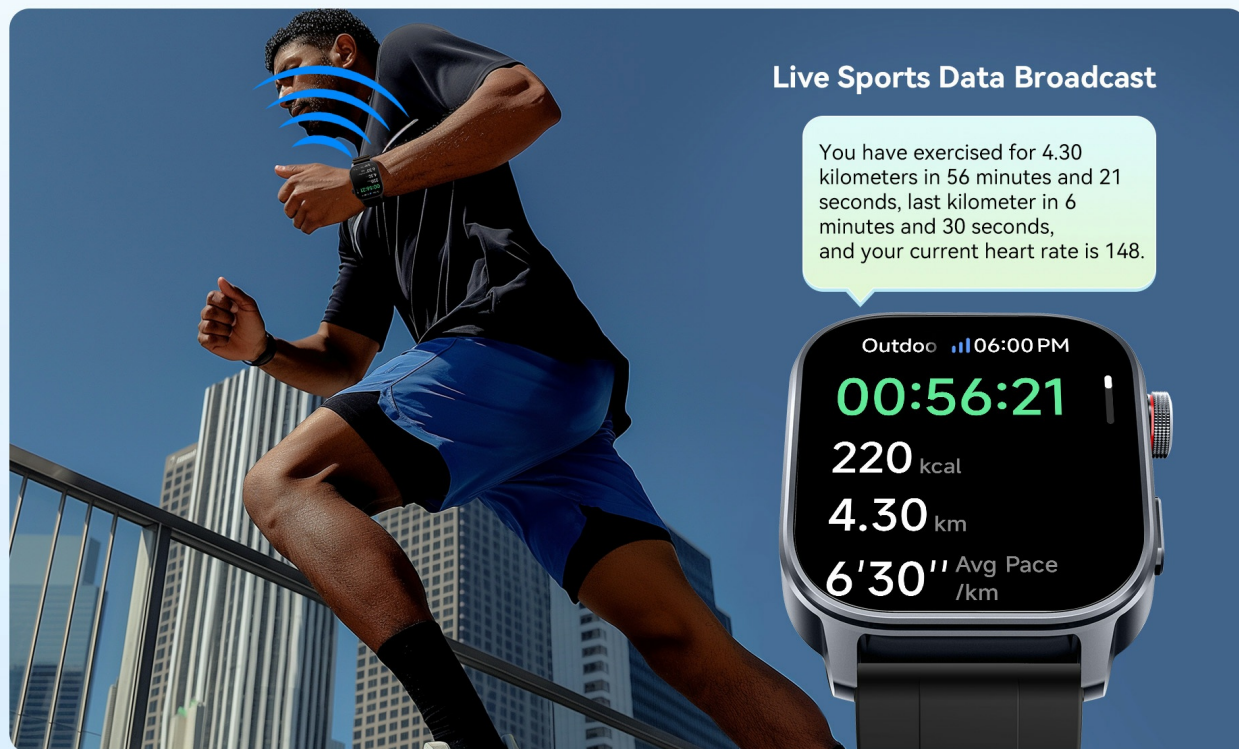 Live Sports Data Broadcast
You have exercised for 4.30
kilometers in 56 minutes and 21
seconds, last kilometer in 6
minutes and 30 seconds,
and your current heart rate is 148.
Outdoo 06:00 PM
00:56:21
220 kcal
4.30 km
6'30'' Avg Pace
/km